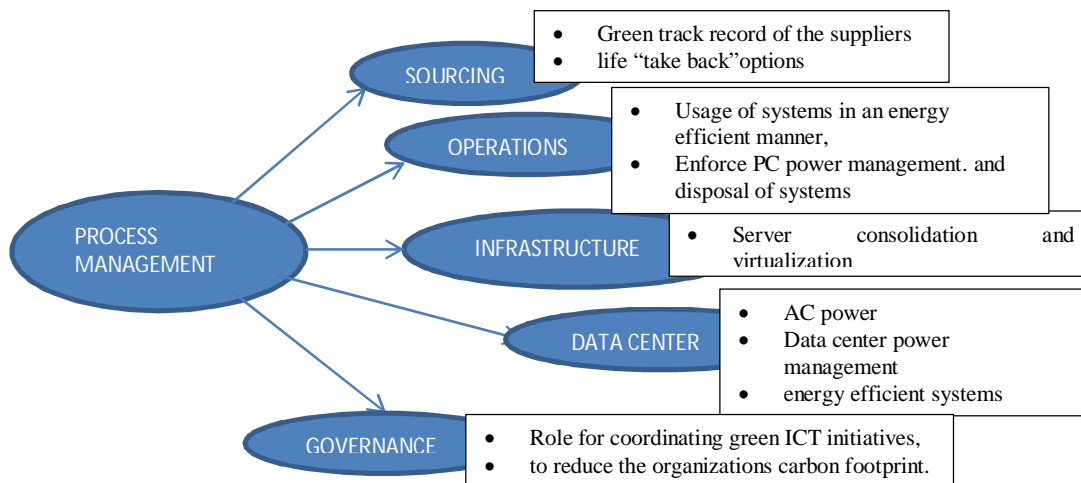 SOURCING
• Green track record of the suppliers
• life “take back”options
OPERATIONS
• Usage of systems in an energy
efficient manner,
• Enforce PC power management. and
disposal of systems
PROCESS
MANAGEMENT
INFRASTRUCTURE
• Server consolidation and
virtualization
DATA CENTER
• AC power
• Data center power
management
• energy efficient systems
GOVERNANCE
• Role for coordinating green ICT initiatives,
• to reduce the organizations carbon footprint.